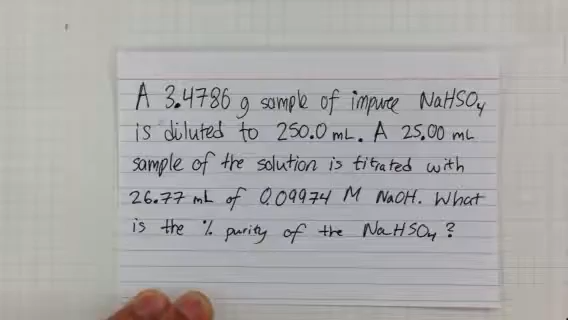 A 3.4786 g sample of impure NaHSO4
is diluted to 250.0 mL. A 25.00 mL
sample of the solution is titrated with
26.77 mL of 0.09974 M NaOH. What
is the % purity of the NaHSO4?